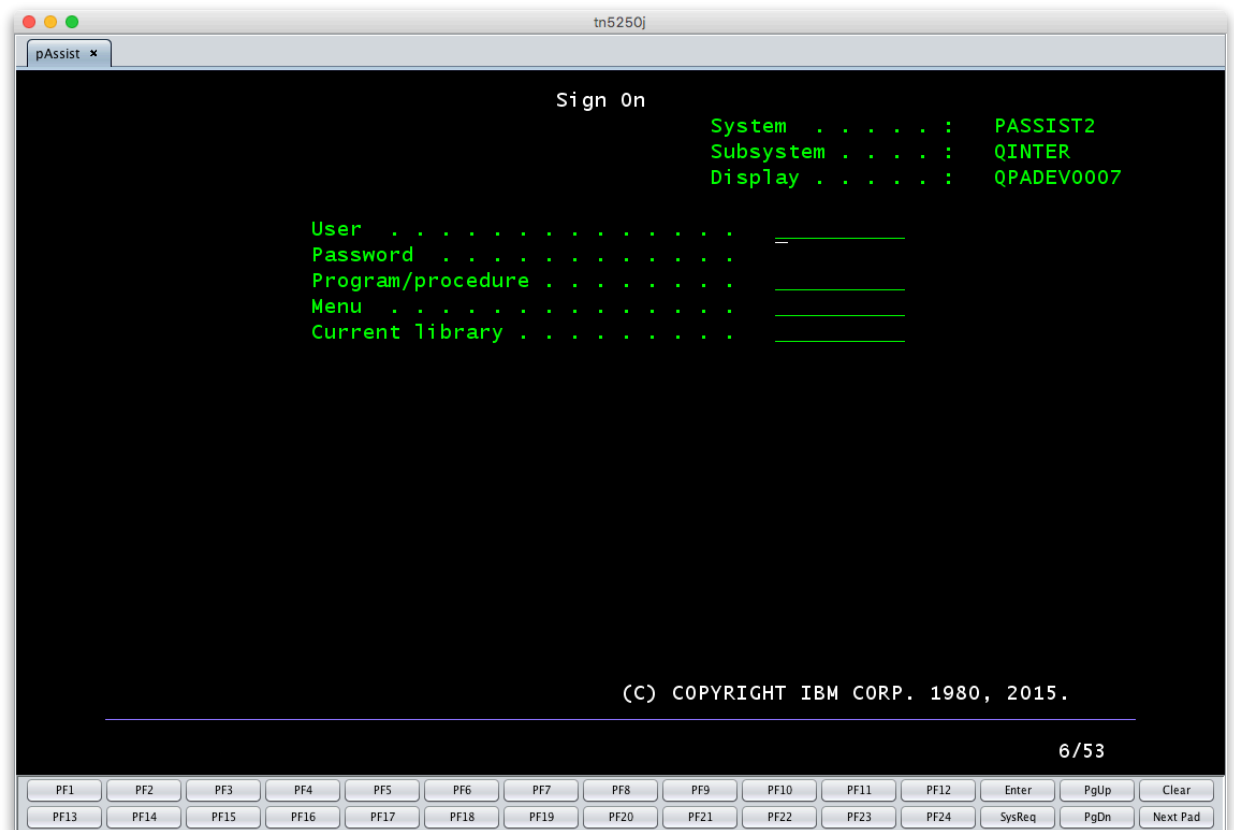 tn5250j
pAssist ×
Sign On
System . . . . . : PASSIST2
Subsystem . . . . : QINTER
Display . . . . . : QPADEV0007
User . . . . . . . . . . . . . .
Password . . . . . . . . . . . .
Program/procedure . . . . . . . .
Menu . . . . . . . . . . . . . .
Current library . . . . . . . . .
(C) COPYRIGHT IBM CORP. 1980, 2015.
6/53
PF1 PF2 PF3 PF4 PF5 PF6 PF7 PF8 PF9 PF10 PF11 PF12 Enter PgUp Clear
PF13 PF14 PF15 PF16 PF17 PF18 PF19 PF20 PF21 PF22 PF23 PF24 SysReq PgDn Next Pad